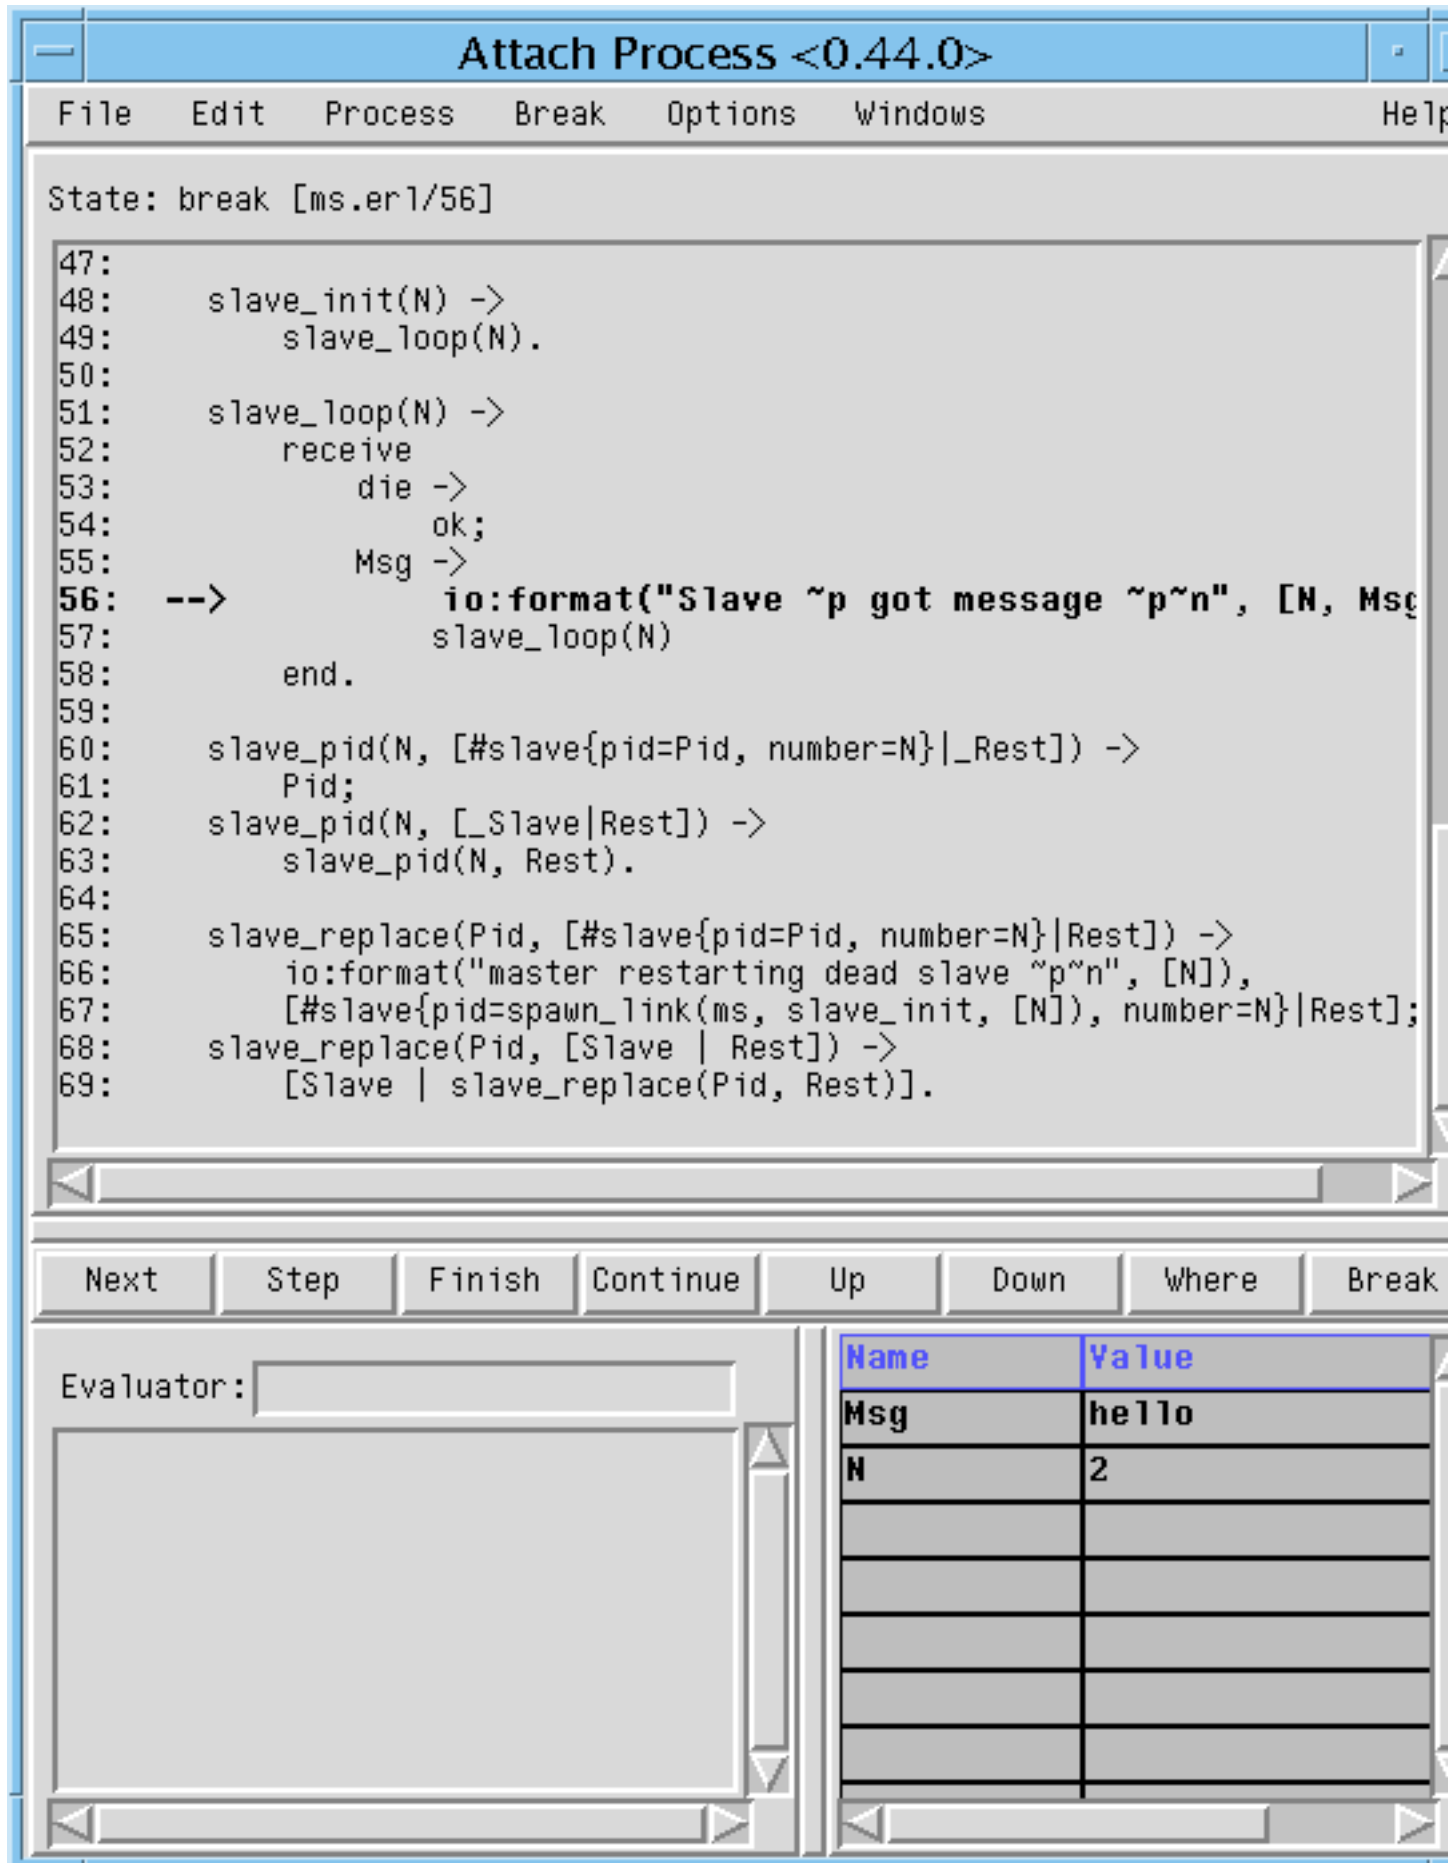 Attach Process <0.44.0>
File Edit Process Break Options Windows Help
State: break [ms.erl/56]
47:
48:     slave_init(N) ->
49:         slave_loop(N).
50:
51:     slave_loop(N) ->
52:         receive
53:             die ->
54:                 ok;
55:             Msg ->
56:  -->            io:format("Slave ~p got message ~p~n", [N, Msg
57:                 slave_loop(N)
58:         end.
59:
60:     slave_pid(N, [#slave{pid=Pid, number=N}|_Rest]) ->
61:         Pid;
62:     slave_pid(N, [_Slave|Rest]) ->
63:         slave_pid(N, Rest).
64:
65:     slave_replace(Pid, [#slave{pid=Pid, number=N}|Rest]) ->
66:         io:format("master restarting dead slave ~p~n", [N]),
67:         [#slave{pid=spawn_link(ms, slave_init, [N]), number=N}|Rest];
68:     slave_replace(Pid, [Slave | Rest]) ->
69:         [Slave | slave_replace(Pid, Rest)].
Next Step Finish Continue Up Down Where Break
Evaluator:
Name Value
Msg hello
N 2